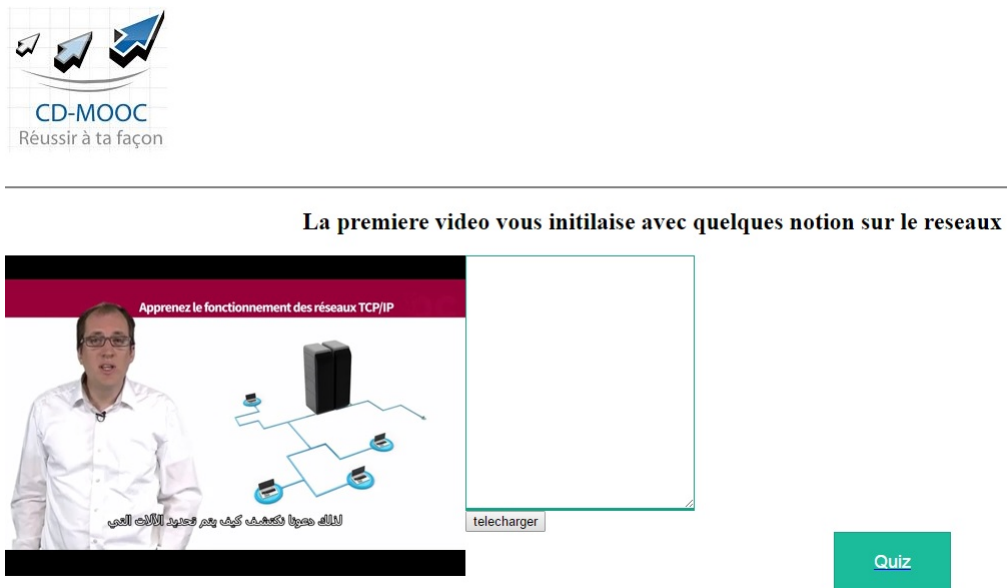 CD-MOOC
Réussir à ta façon
La premiere video vous initilaise avec quelques notion sur le reseaux
Apprenez le fonctionnement des réseaux TCP/IP
لذلك دعونا نكتشف كيف يتم تحديد الآلات التي
telecharger
Quiz